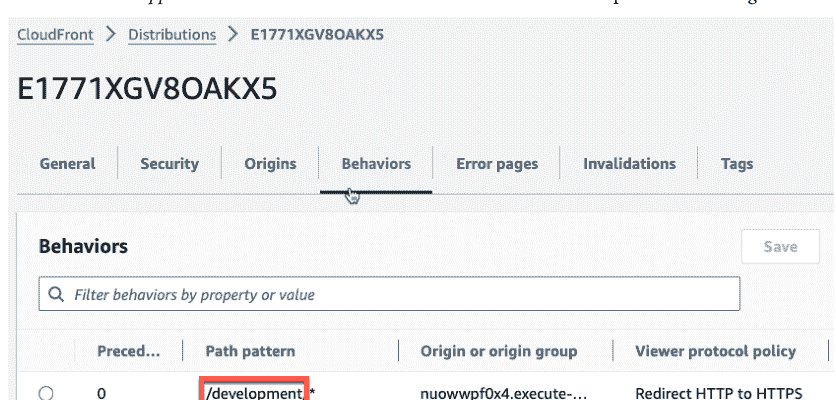 CloudFront > Distributions > E1771XGV8OAKX5
E1771XGV8OAKX5
General Security Origins Behaviors Error pages Invalidations Tags
Behaviors Save
Filter behaviors by property or value
Preced... Path pattern Origin or origin group Viewer protocol policy
0 /development/* nuowwpf0x4.execute-... Redirect HTTP to HTTPS